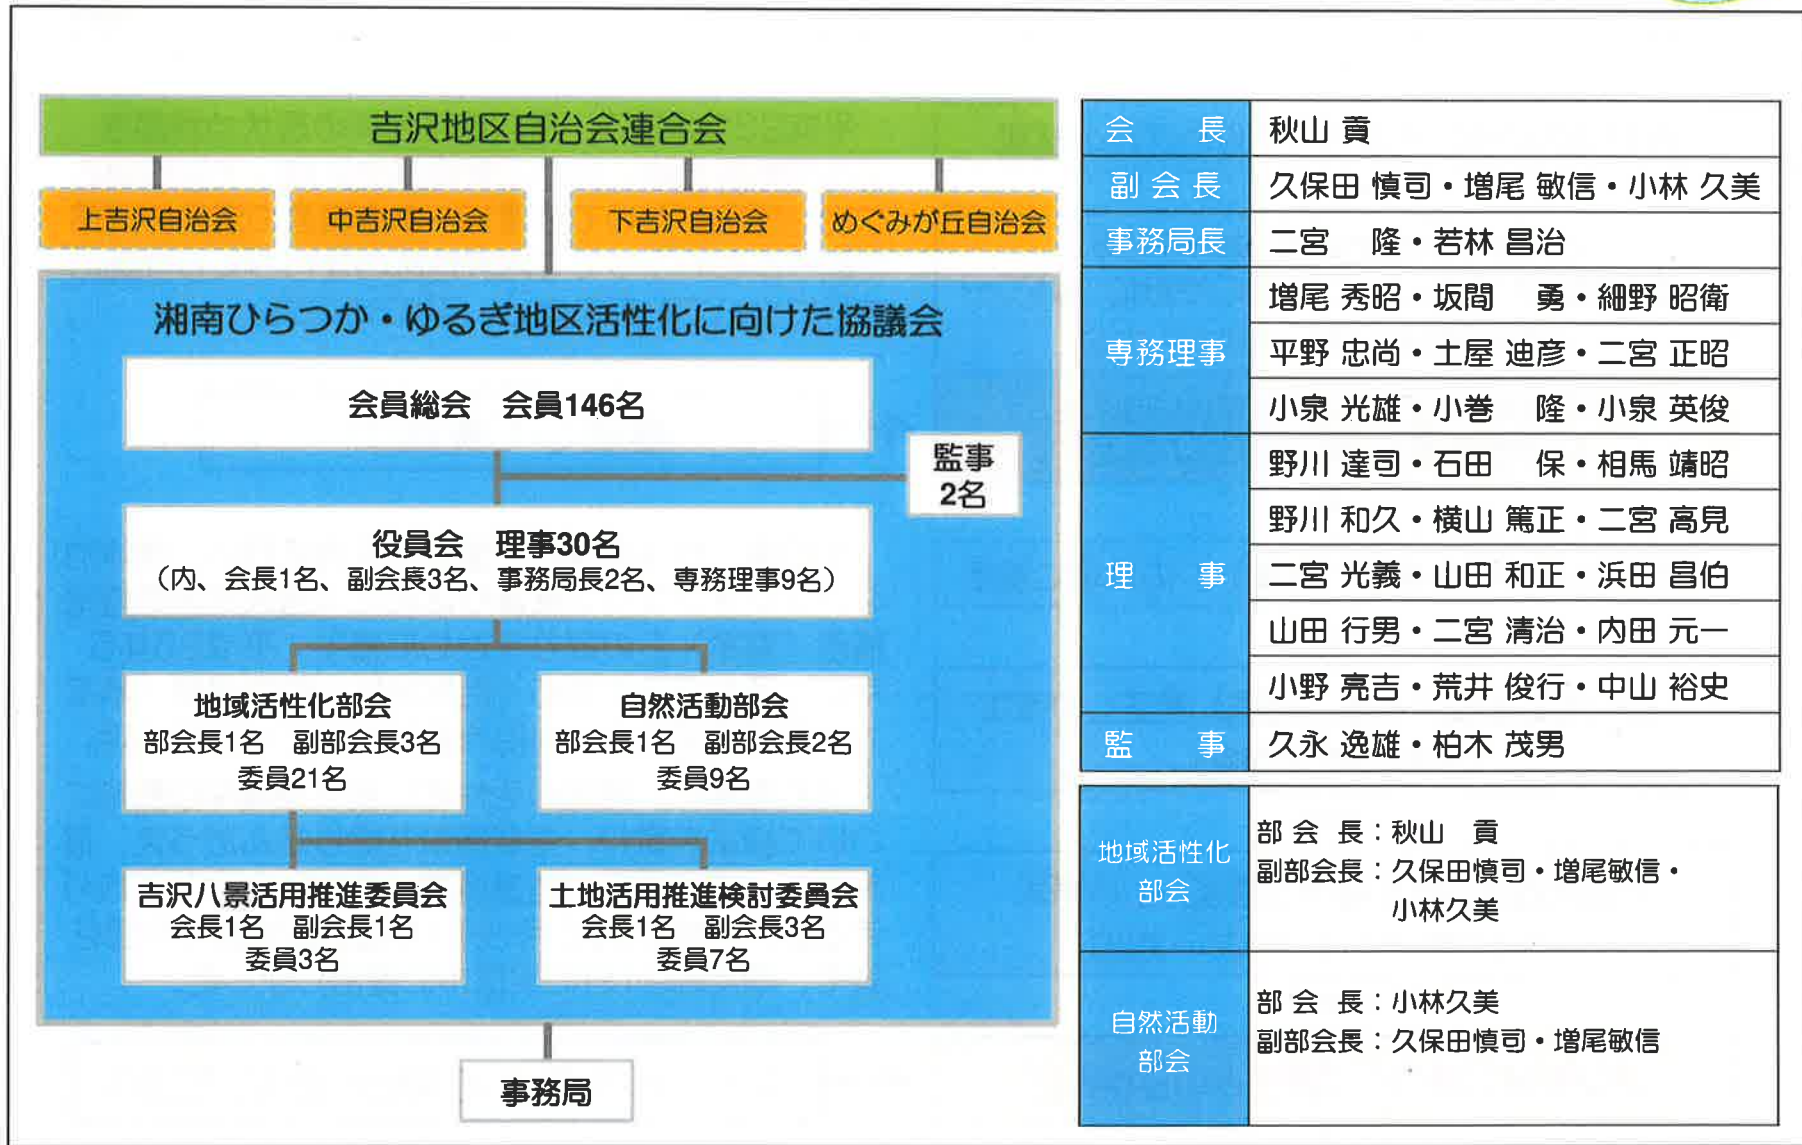 吉沢地区自治会連合会
上吉沢自治会
中吉沢自治会
下吉沢自治会
めぐみが丘自治会
湘南ひらつか・ゆるぎ地区活性化に向けた協議会
会員総会　会員146名
監事
2名
役員会　理事30名
（内、会長1名、副会長3名、事務局長2名、専務理事9名）
地域活性化部会
部会長1名　副部会長3名
委員21名
自然活動部会
部会長1名　副部会長2名
委員9名
吉沢八景活用推進委員会
会長1名　副会長1名
委員3名
土地活用推進検討委員会
会長1名　副会長3名
委員7名
事務局
会　　長　秋山 貢
副 会 長　久保田 慎司・増尾 敏信・小林 久美
事務局長　二宮　隆・若林 昌治
専務理事
増尾 秀昭・坂間　勇・細野 昭衛
平野 忠尚・土屋 迪彦・二宮 正昭
小泉 光雄・小巻　隆・小泉 英俊
理　　事
野川 達司・石田　保・相馬 靖昭
野川 和久・横山 篤正・二宮 高見
二宮 光義・山田 和正・浜田 昌伯
山田 行男・二宮 清治・内田 元一
小野 亮吉・荒井 俊行・中山 裕史
監　　事　久永 逸雄・柏木 茂男
地域活性化
部会
部 会 長：秋山　貢
副部会長：久保田慎司・増尾敏信・
小林久美
自然活動
部会
部 会 長：小林久美
副部会長：久保田慎司・増尾敏信